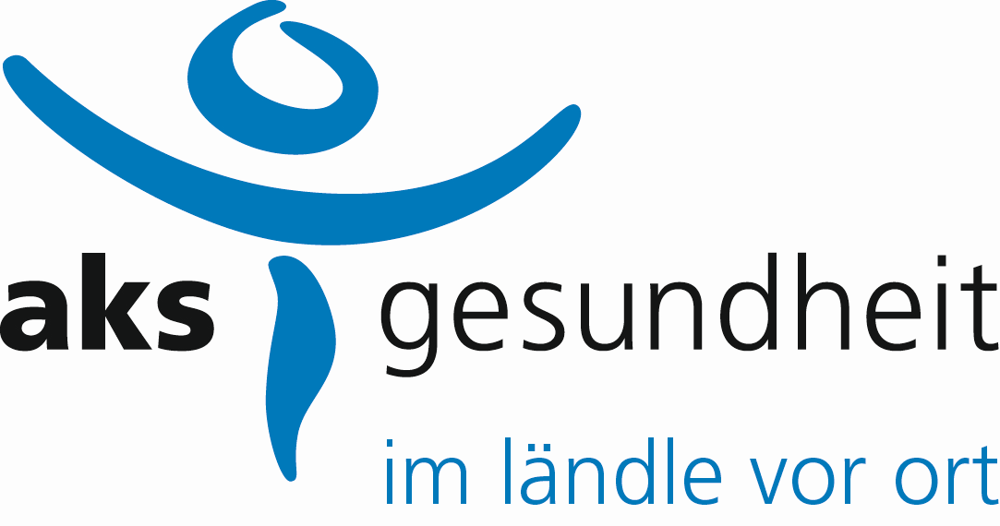 aks gesundheit
im ländle vor ort